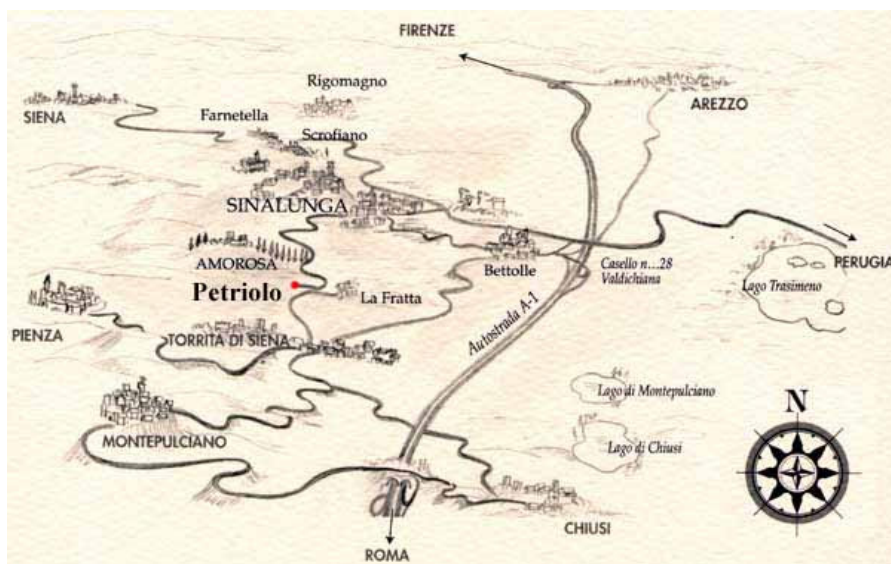 FIRENZE
Rigomagno
AREZZO
SIENA
Farnetella
Scrofiano
SINALUNGA
AMOROSA
Bettolle
Casello n...28
Valdichiana
PERUGIA
Petriolo
La Fratta
Lago Trasimeno
Autostrada A-1
PIENZA
TORRITA DI SIENA
Lago di Montepulciano
N
MONTEPULCIANO
Lago di Chiusi
CHIUSI
ROMA